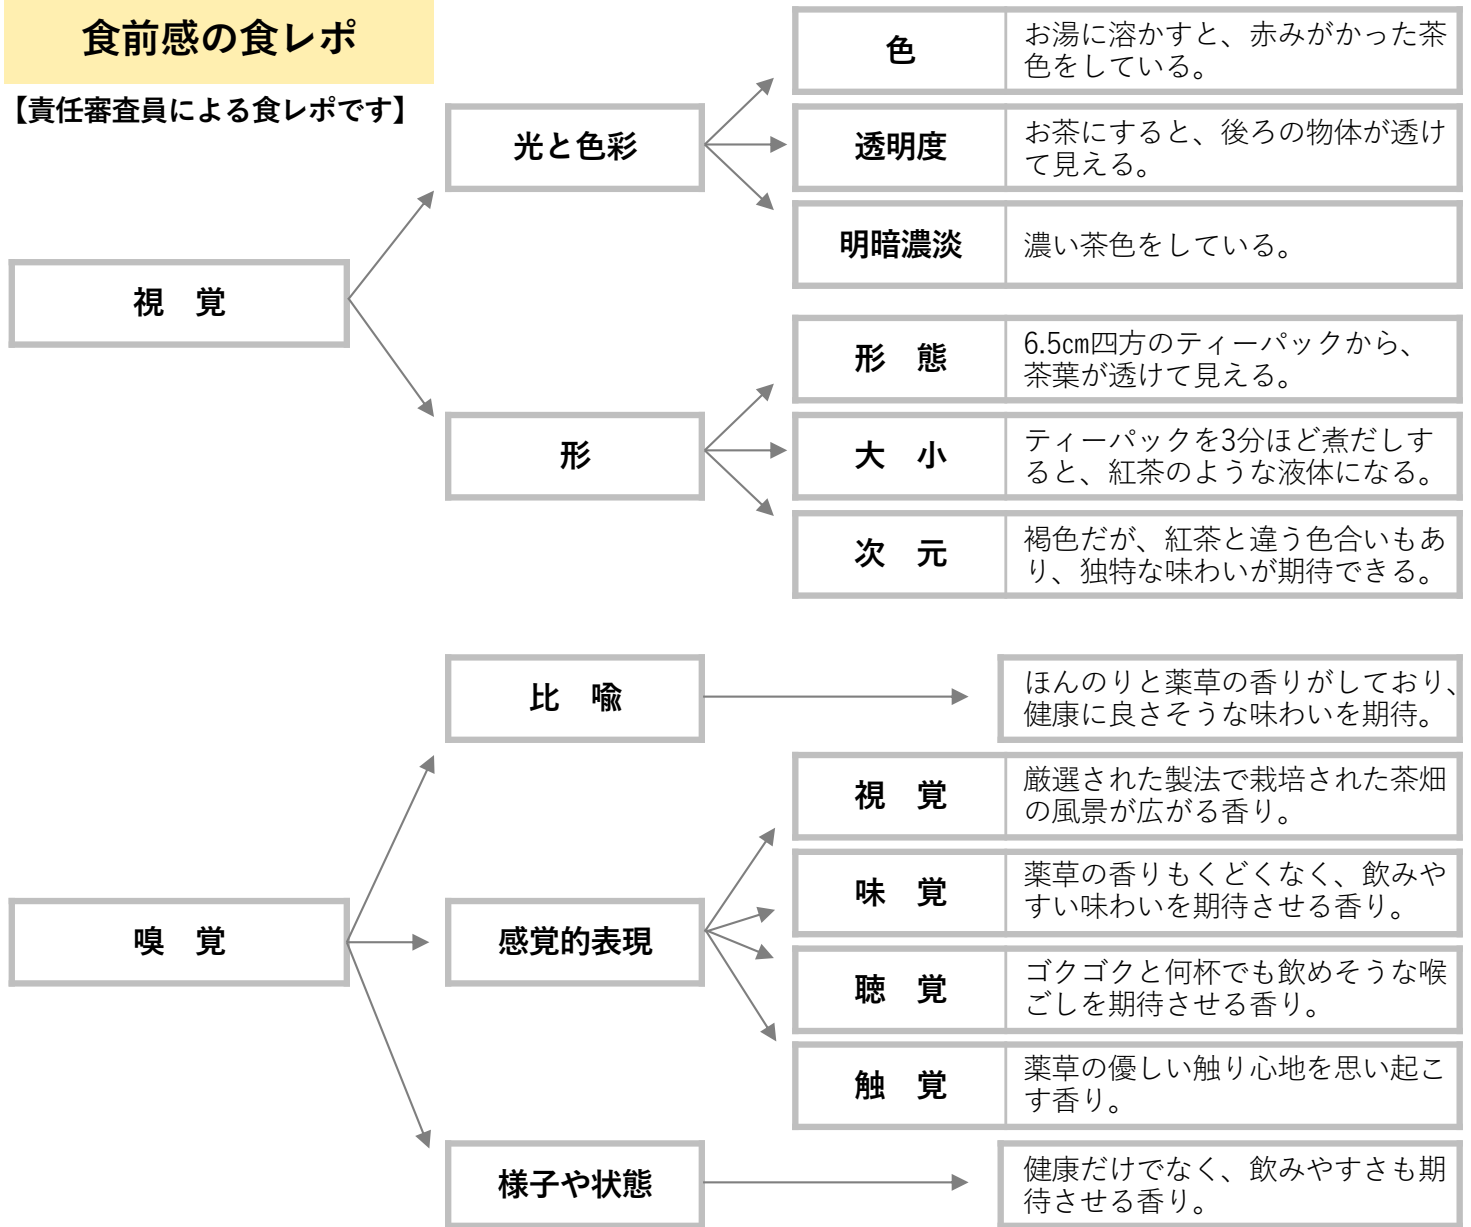 食前感の食レポ
【責任審査員による食レポです】
視　覚
光と色彩
色
お湯に溶かすと、赤みがかった茶
色をしている。
透明度
お茶にすると、後ろの物体が透け
て見える。
明暗濃淡
濃い茶色をしている。
形
形　態
6.5㎝四方のティーパックから、
茶葉が透けて見える。
大　小
ティーパックを3分ほど煮だしす
ると、紅茶のような液体になる。
次　元
褐色だが、紅茶と違う色合いもあ
り、独特な味わいが期待できる。
嗅　覚
比　喩
ほんのりと薬草の香りがしており、
健康に良さそうな味わいを期待。
感覚的表現
視　覚
厳選された製法で栽培された茶畑
の風景が広がる香り。
味　覚
薬草の香りもくどくなく、飲みや
すい味わいを期待させる香り。
聴　覚
ゴクゴクと何杯でも飲めそうな喉
ごしを期待させる香り。
触　覚
薬草の優しい触り心地を思い起こ
す香り。
様子や状態
健康だけでなく、飲みやすさも期
待させる香り。